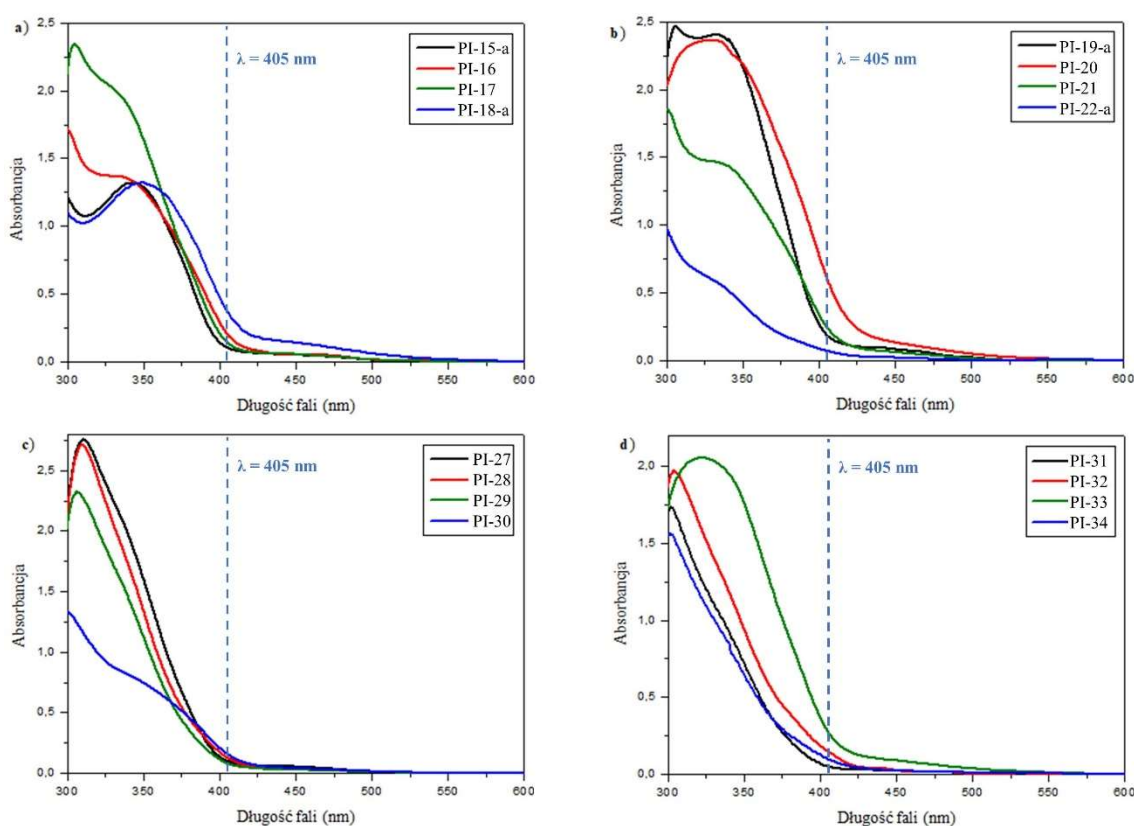 a)
λ = 405 nm
PI-15-a
PI-16
PI-17
PI-18-a
2,5
2,0
1,5
1,0
0,5
0,0
Absorbancja
300 350 400 450 500 550 600
Długość fali (nm)
b)
λ = 405 nm
PI-19-a
PI-20
PI-21
PI-22-a
2,5
2,0
1,5
1,0
0,5
0,0
Absorbancja
300 350 400 450 500 550 600
Długość fali (nm)
c)
λ = 405 nm
PI-27
PI-28
PI-29
PI-30
2,5
2,0
1,5
1,0
0,5
0,0
Absorbancja
300 350 400 450 500 550 600
Długość fali (nm)
d)
λ = 405 nm
PI-31
PI-32
PI-33
PI-34
2,0
1,5
1,0
0,5
0,0
Absorbancja
300 350 400 450 500 550 600
Długość fali (nm)